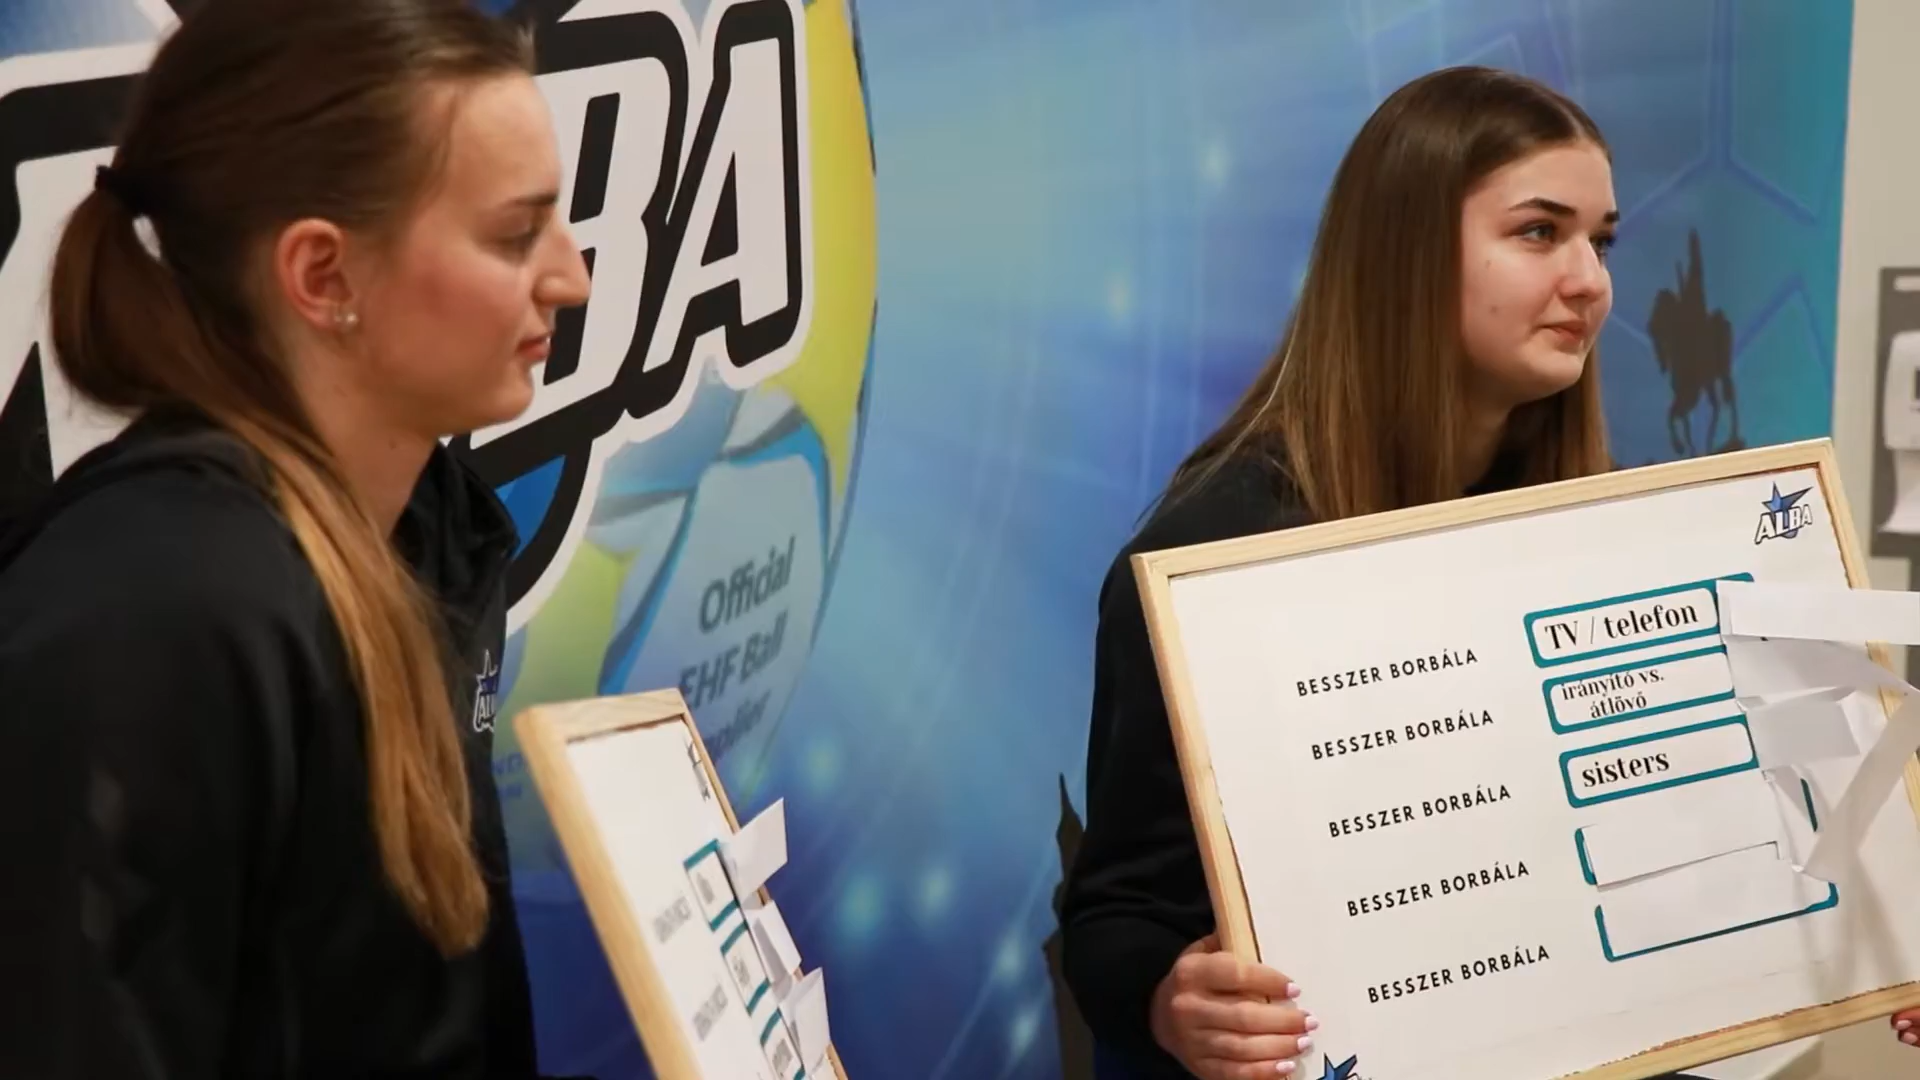 BA
Official
EHF Ball
ALBA
BESSZER BORBÁLA
TV / telefon
BESSZER BORBÁLA
irányító vs.
átlövő
BESSZER BORBÁLA
sisters
BESSZER BORBÁLA
BESSZER BORBÁLA